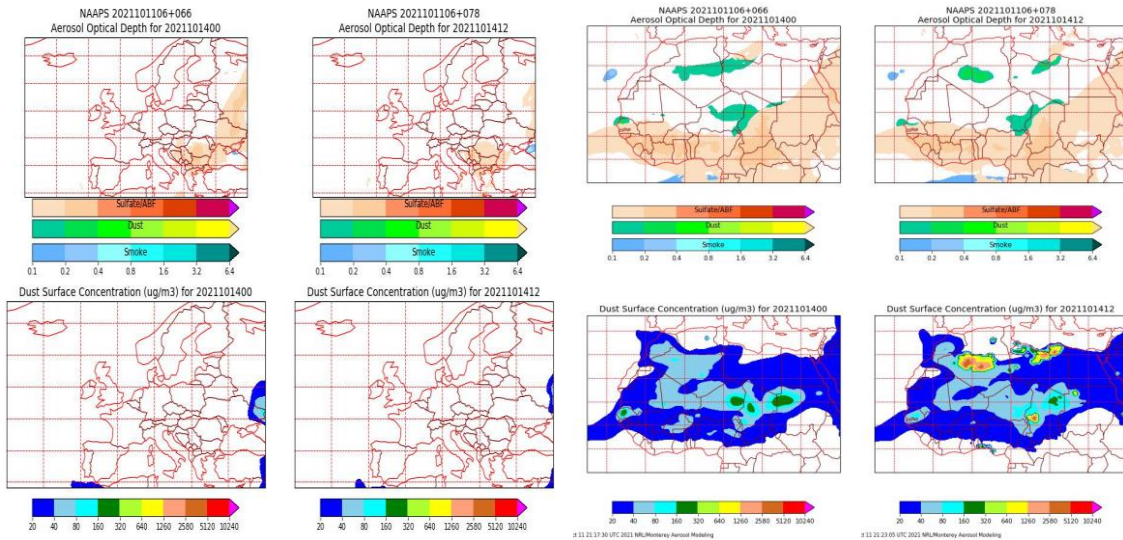 NAAPS 2021101106+066
Aerosol Optical Depth for 2021101400
NAAPS 2021101106+078
Aerosol Optical Depth for 2021101412
NAAPS 2021101106+066
Aerosol Optical Depth for 2021101400
NAAPS 2021101106+078
Aerosol Optical Depth for 2021101412
Sulfate/ABF
Dust
Smoke
0.1 0.2 0.4 0.8 1.6 3.2 6.4
Sulfate/ABF
Dust
Smoke
0.1 0.2 0.4 0.8 1.6 3.2 6.4
Sulfate/ABF
Dust
Smoke
0.1 0.2 0.4 0.8 1.6 3.2 6.4
Sulfate/ABF
Dust
Smoke
0.1 0.2 0.4 0.8 1.6 3.2 6.4
Dust Surface Concentration (ug/m3) for 2021101400
Dust Surface Concentration (ug/m3) for 2021101412
Dust Surface Concentration (ug/m3) for 2021101400
Dust Surface Concentration (ug/m3) for 2021101412
20 40 80 160 320 640 1260 2580 5120 10240
20 40 80 160 320 640 1260 2580 5120 10240
20 40 80 160 320 640 1260 2580 5120 10240
20 40 80 160 320 640 1260 2580 5120 10240
t 11 21:17:30 UTC 2021 NRL/Monterey Aerosol Modeling
t 11 21:23:05 UTC 2021 NRL/Monterey Aerosol Modeling